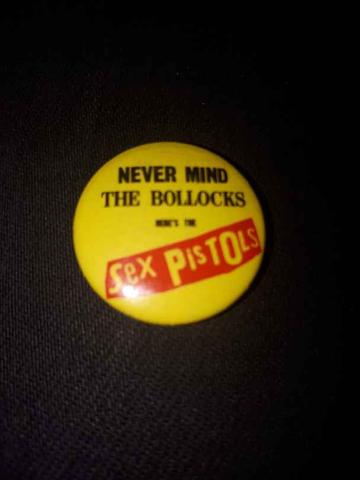 NEVER MIND
THE BOLLOCKS
HERE'S THE
Sex PiSTOLS